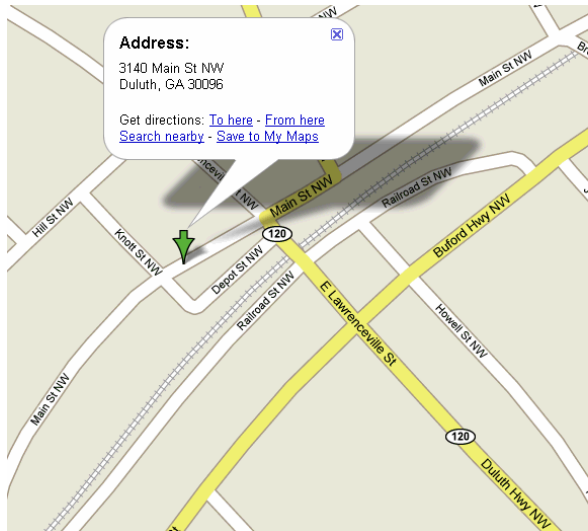 Address:
3140 Main St NW
Duluth, GA 30096
Get directions: To here - From here
Search nearby - Save to My Maps
Main St NW
Hill St NW
Main St NW
Railroad St NW
Knott St NW
120
Buford Hwy NW
Depot St NW
Railroad St NW
E Lawrenceville St
Howell St NW
Main St NW
120
Duluth Hwy NW